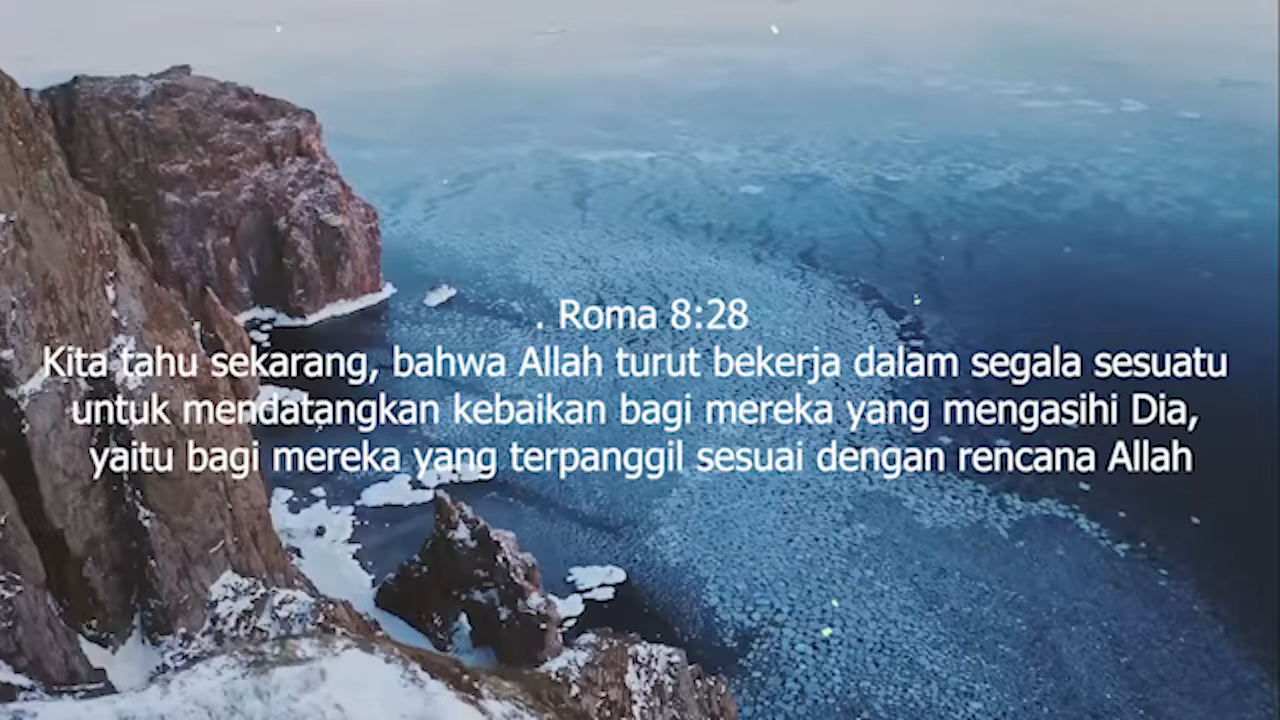 . Roma 8:28
Kita tahu sekarang, bahwa Allah turut bekerja dalam segala sesuatu
untuk mendatangkan kebaikan bagi mereka yang mengasihi Dia,
yaitu bagi mereka yang terpanggil sesuai dengan rencana Allah